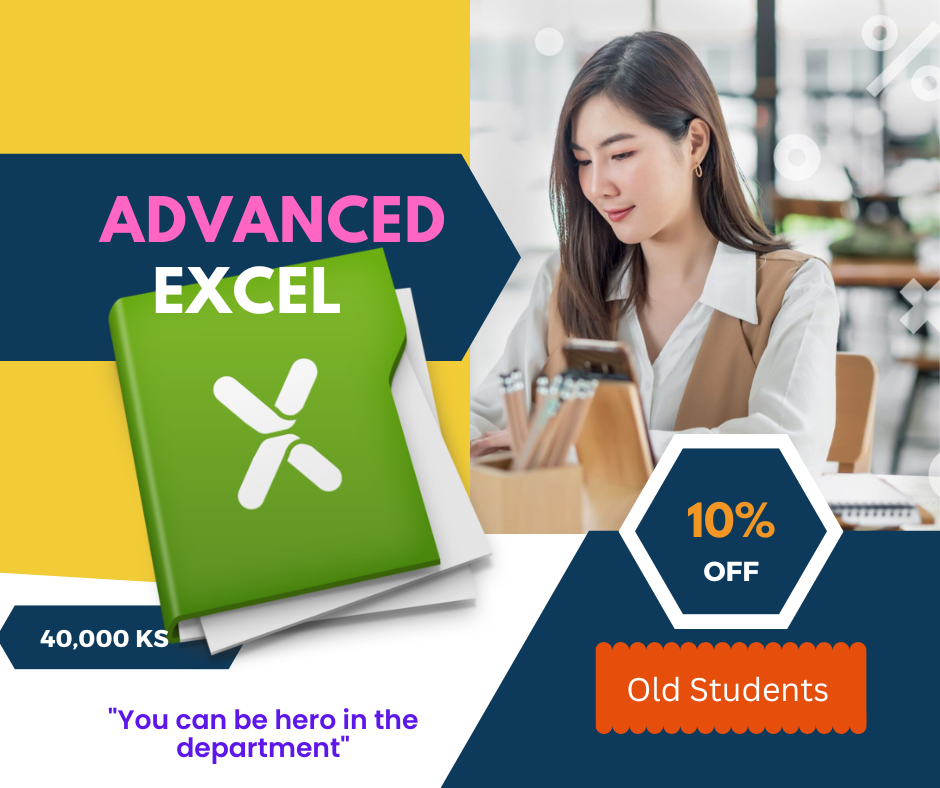 ADVANCED
EXCEL
40,000 KS
"You can be hero in the
department"
10%
OFF
Old Students